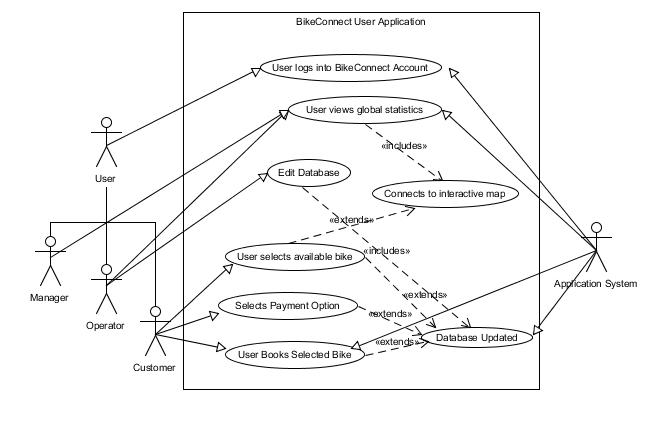 BikeConnect User Application
User logs into BikeConnect Account
User views global statistics
«includes»
User
Edit Database
Connects to interactive map
«extends»
«includes»
User selects available bike
Application System
Manager
«extends»
Selects Payment Option
«extends»
Operator
Database Updated
«extends»
User Books Selected Bike
Customer